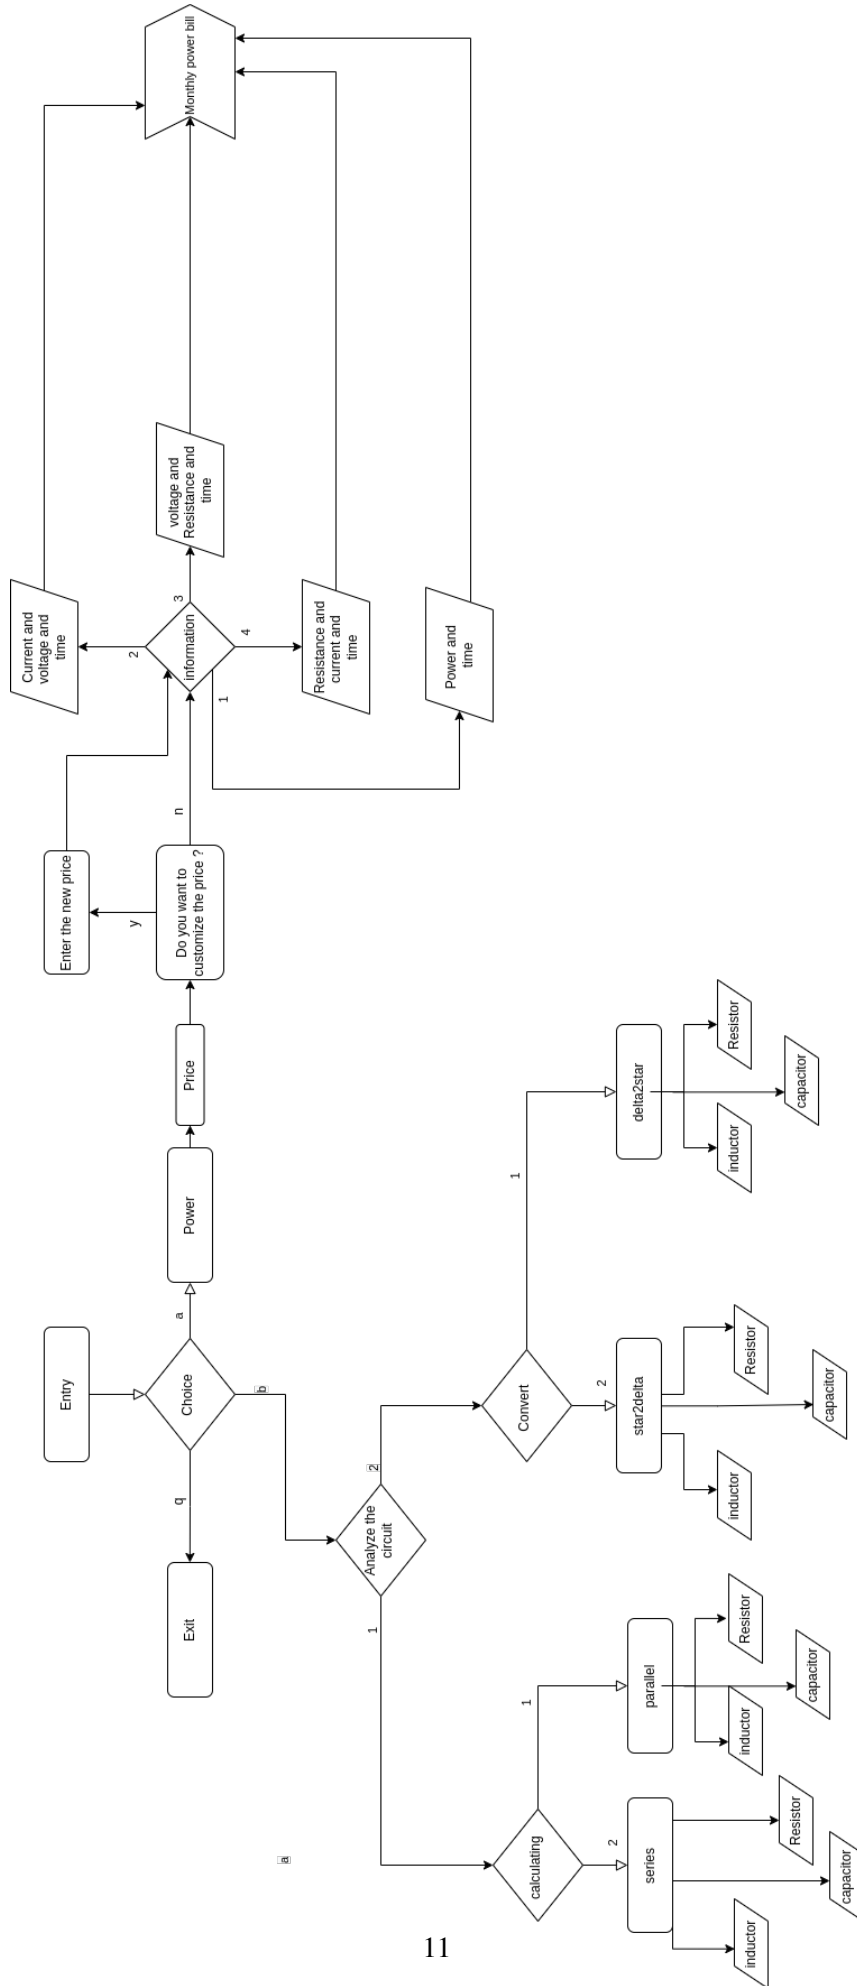 Entry
Exit
q
Choice
a
Power
Price
Do you want to
customize the price ?
y
Enter the new price
n
information
2
Current and
voltage and
time
3
voltage and
Resistance and
time
4
Resistance and
current and
time
1
Power and
time
Monthly power bill
b
Analyze the
circuit
1
calculating
2
series
inductor
capacitor
Resistor
1
parallel
inductor
capacitor
Resistor
2
Convert
2
star2delta
inductor
capacitor
Resistor
1
delta2star
inductor
capacitor
Resistor
a
11